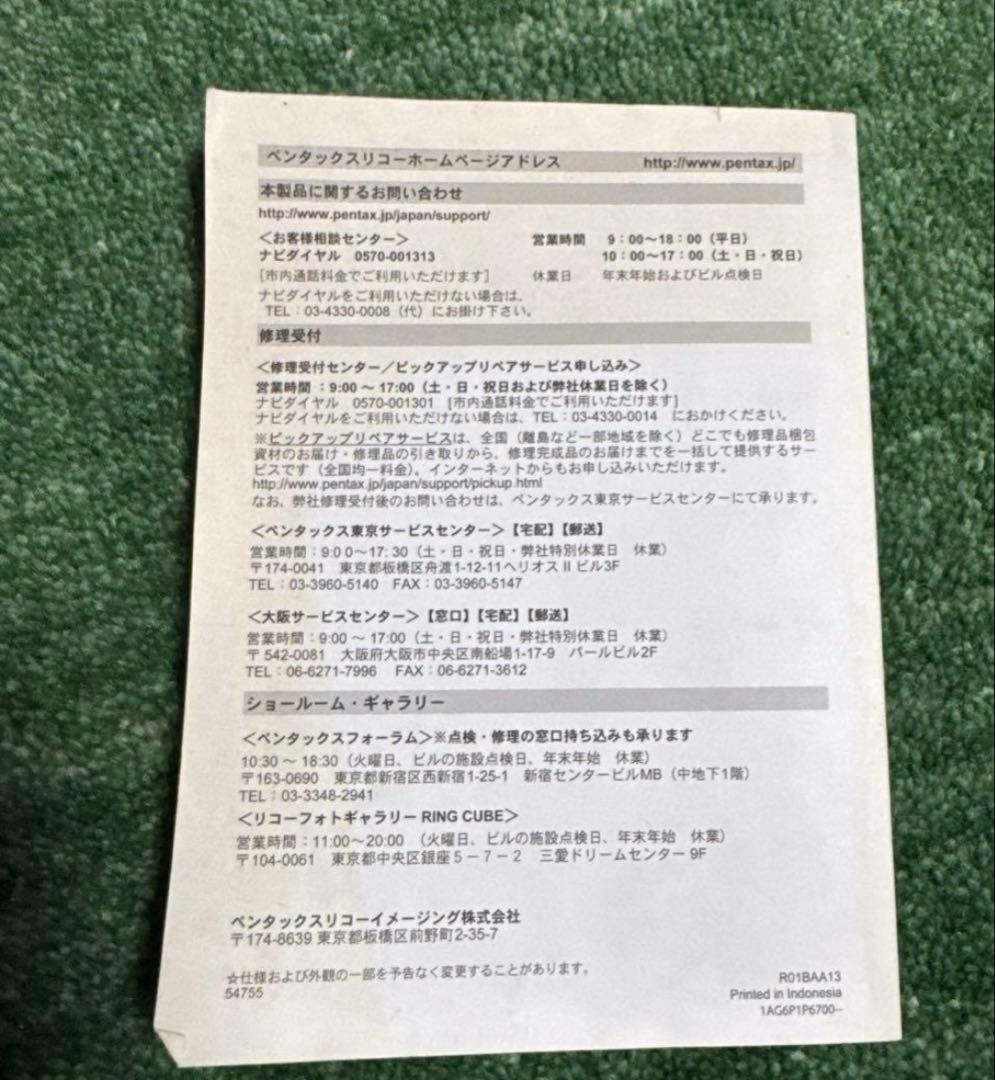 ペンタックスリコーホームページアドレス http://www.pentax.jp/
本製品に関するお問い合わせ
http://www.pentax.jp/japan/support/
＜お客様相談センター＞ 営業時間 9：00～18：00（平日）
ナビダイヤル 0570-001313 10：00～17：00（土・日・祝日）
［市内通話料金でご利用いただけます］ 休業日 年末年始およびビル点検日
ナビダイヤルをご利用いただけない場合は、
TEL：03-4330-0008（代）にお掛け下さい。
修理受付
＜修理受付センター／ピックアップリペアサービス申し込み＞
営業時間 ：9:00 ～ 17:00（土・日・祝日および弊社休業日を除く）
ナビダイヤル 0570-001301 ［市内通話料金でご利用いただけます］
ナビダイヤルをご利用いただけない場合は、TEL：03-4330-0014 におかけください。
※ピックアップリペアサービスは、全国（離島など一部地域を除く）どこでも修理品梱包
資材のお届け・修理品の引き取りから、修理完成品のお届けまでを一括して提供するサー
ビスです（全国均一料金）。インターネットからもお申し込みいただけます。
http://www.pentax.jp/japan/support/pickup.html
なお、弊社修理受付後のお問い合わせは、ペンタックス東京サービスセンターにて承ります。
＜ペンタックス東京サービスセンター＞【宅配】【郵送】
営業時間：9:0 0～17: 30（土・日・祝日・弊社特別休業日 休業）
〒174-0041 東京都板橋区舟渡1-12-11ヘリオスⅡビル3F
TEL：03-3960-5140 FAX：03-3960-5147
＜大阪サービスセンター＞【窓口】【宅配】【郵送】
営業時間：9:00 ～ 17:00（土・日・祝日・弊社特別休業日 休業）
〒542-0081 大阪府大阪市中央区南船場1-17-9 パールビル2F
TEL：06-6271-7996 FAX：06-6271-3612
ショールーム・ギャラリー
＜ペンタックスフォーラム＞※点検・修理の窓口持ち込みも承ります
10:30 ～ 18:30（火曜日、ビルの施設点検日、年末年始 休業）
〒163-0690 東京都新宿区西新宿1-25-1 新宿センタービルMB（中地下1階）
TEL：03-3348-2941
＜リコーフォトギャラリー RING CUBE＞
営業時間：11:00～20:00 （火曜日、ビルの施設点検日、年末年始 休業）
〒104-0061 東京都中央区銀座５－７－２ 三愛ドリームセンター 9F
ペンタックスリコーイメージング株式会社
〒174-8639 東京都板橋区前野町2-35-7
☆仕様および外観の一部を予告なく変更することがあります。
54755 R01BAA13
Printed in Indonesia
1AG6P1P6700--